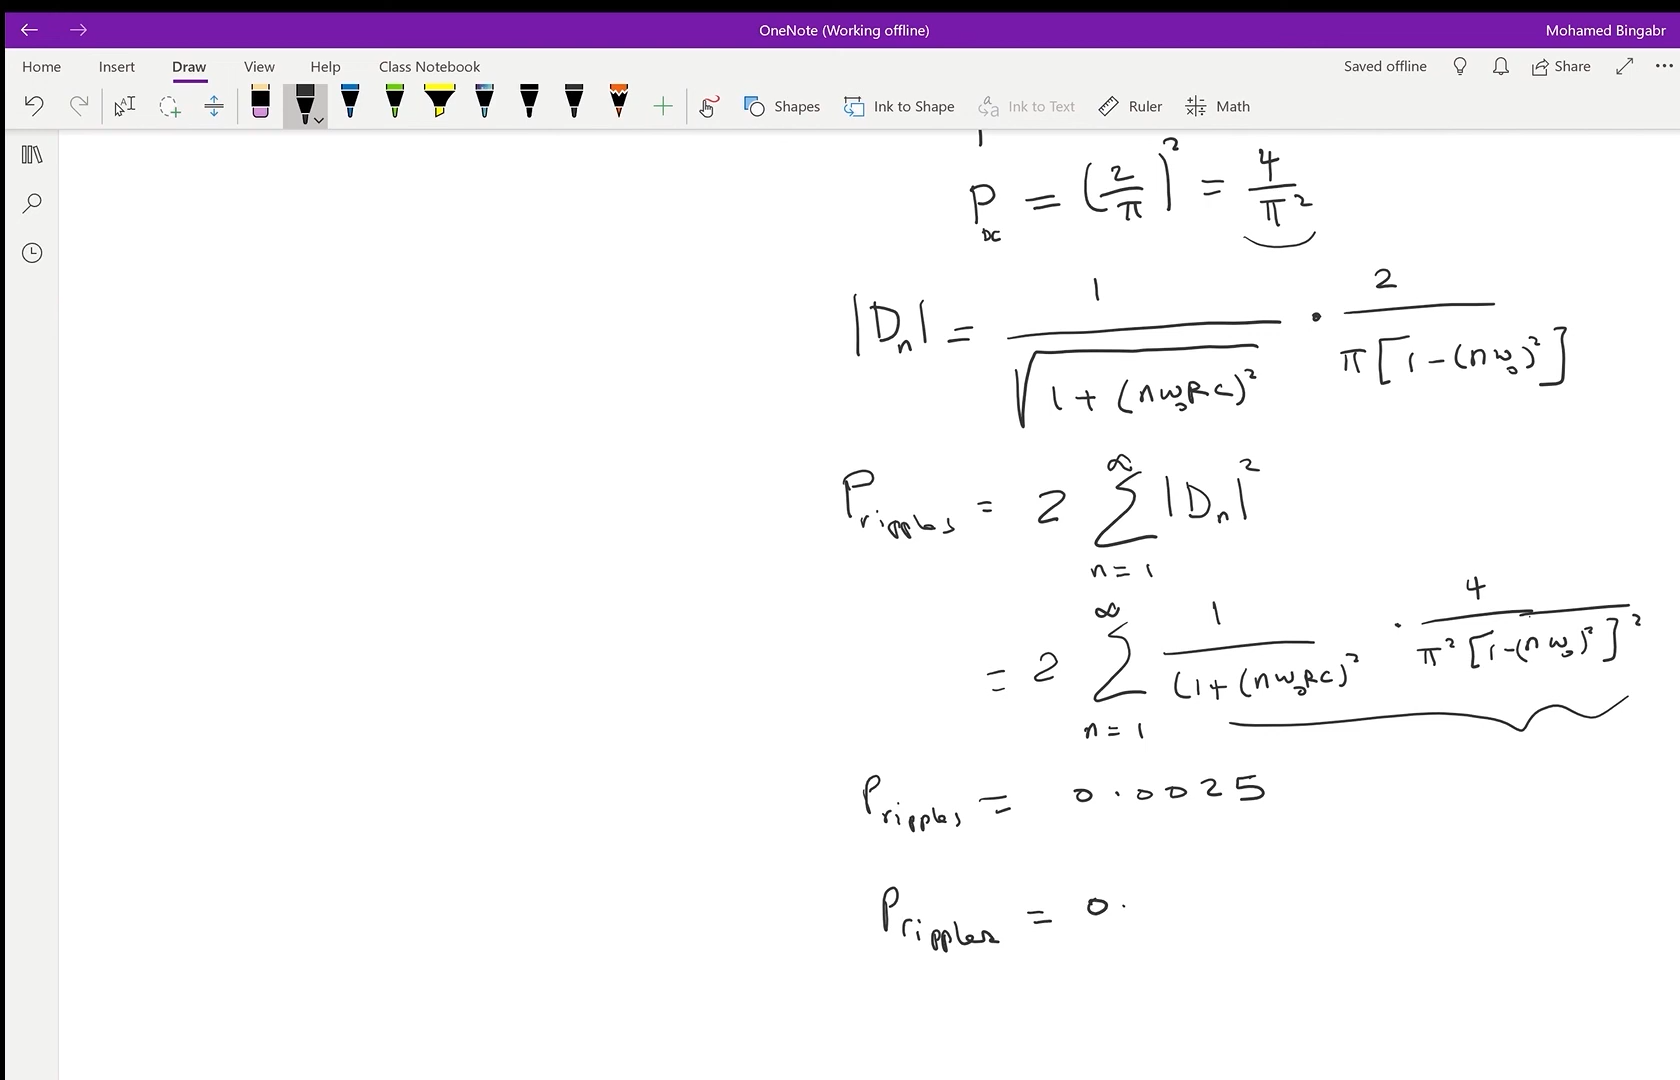 OneNote (Working offline)
Mohamed Bingabr
Home Insert Draw View Help Class Notebook
Saved offline Share
Shapes Ink to Shape Ink to Text Ruler Math
P_DC = (2/π)² = 4/π²
|D_n| = 1/√(1+(nω₀RC)²) · 2/(π[1-(nω₀)²])
P_ripples = 2 ∑_{n=1}^{∞} |D_n|²
= 2 ∑_{n=1}^{∞} 1/(1+(nω₀RC)² · 4/(π²[1-(nω₀)²]²)
P_ripples = 0.0025
P_ripples = 0.